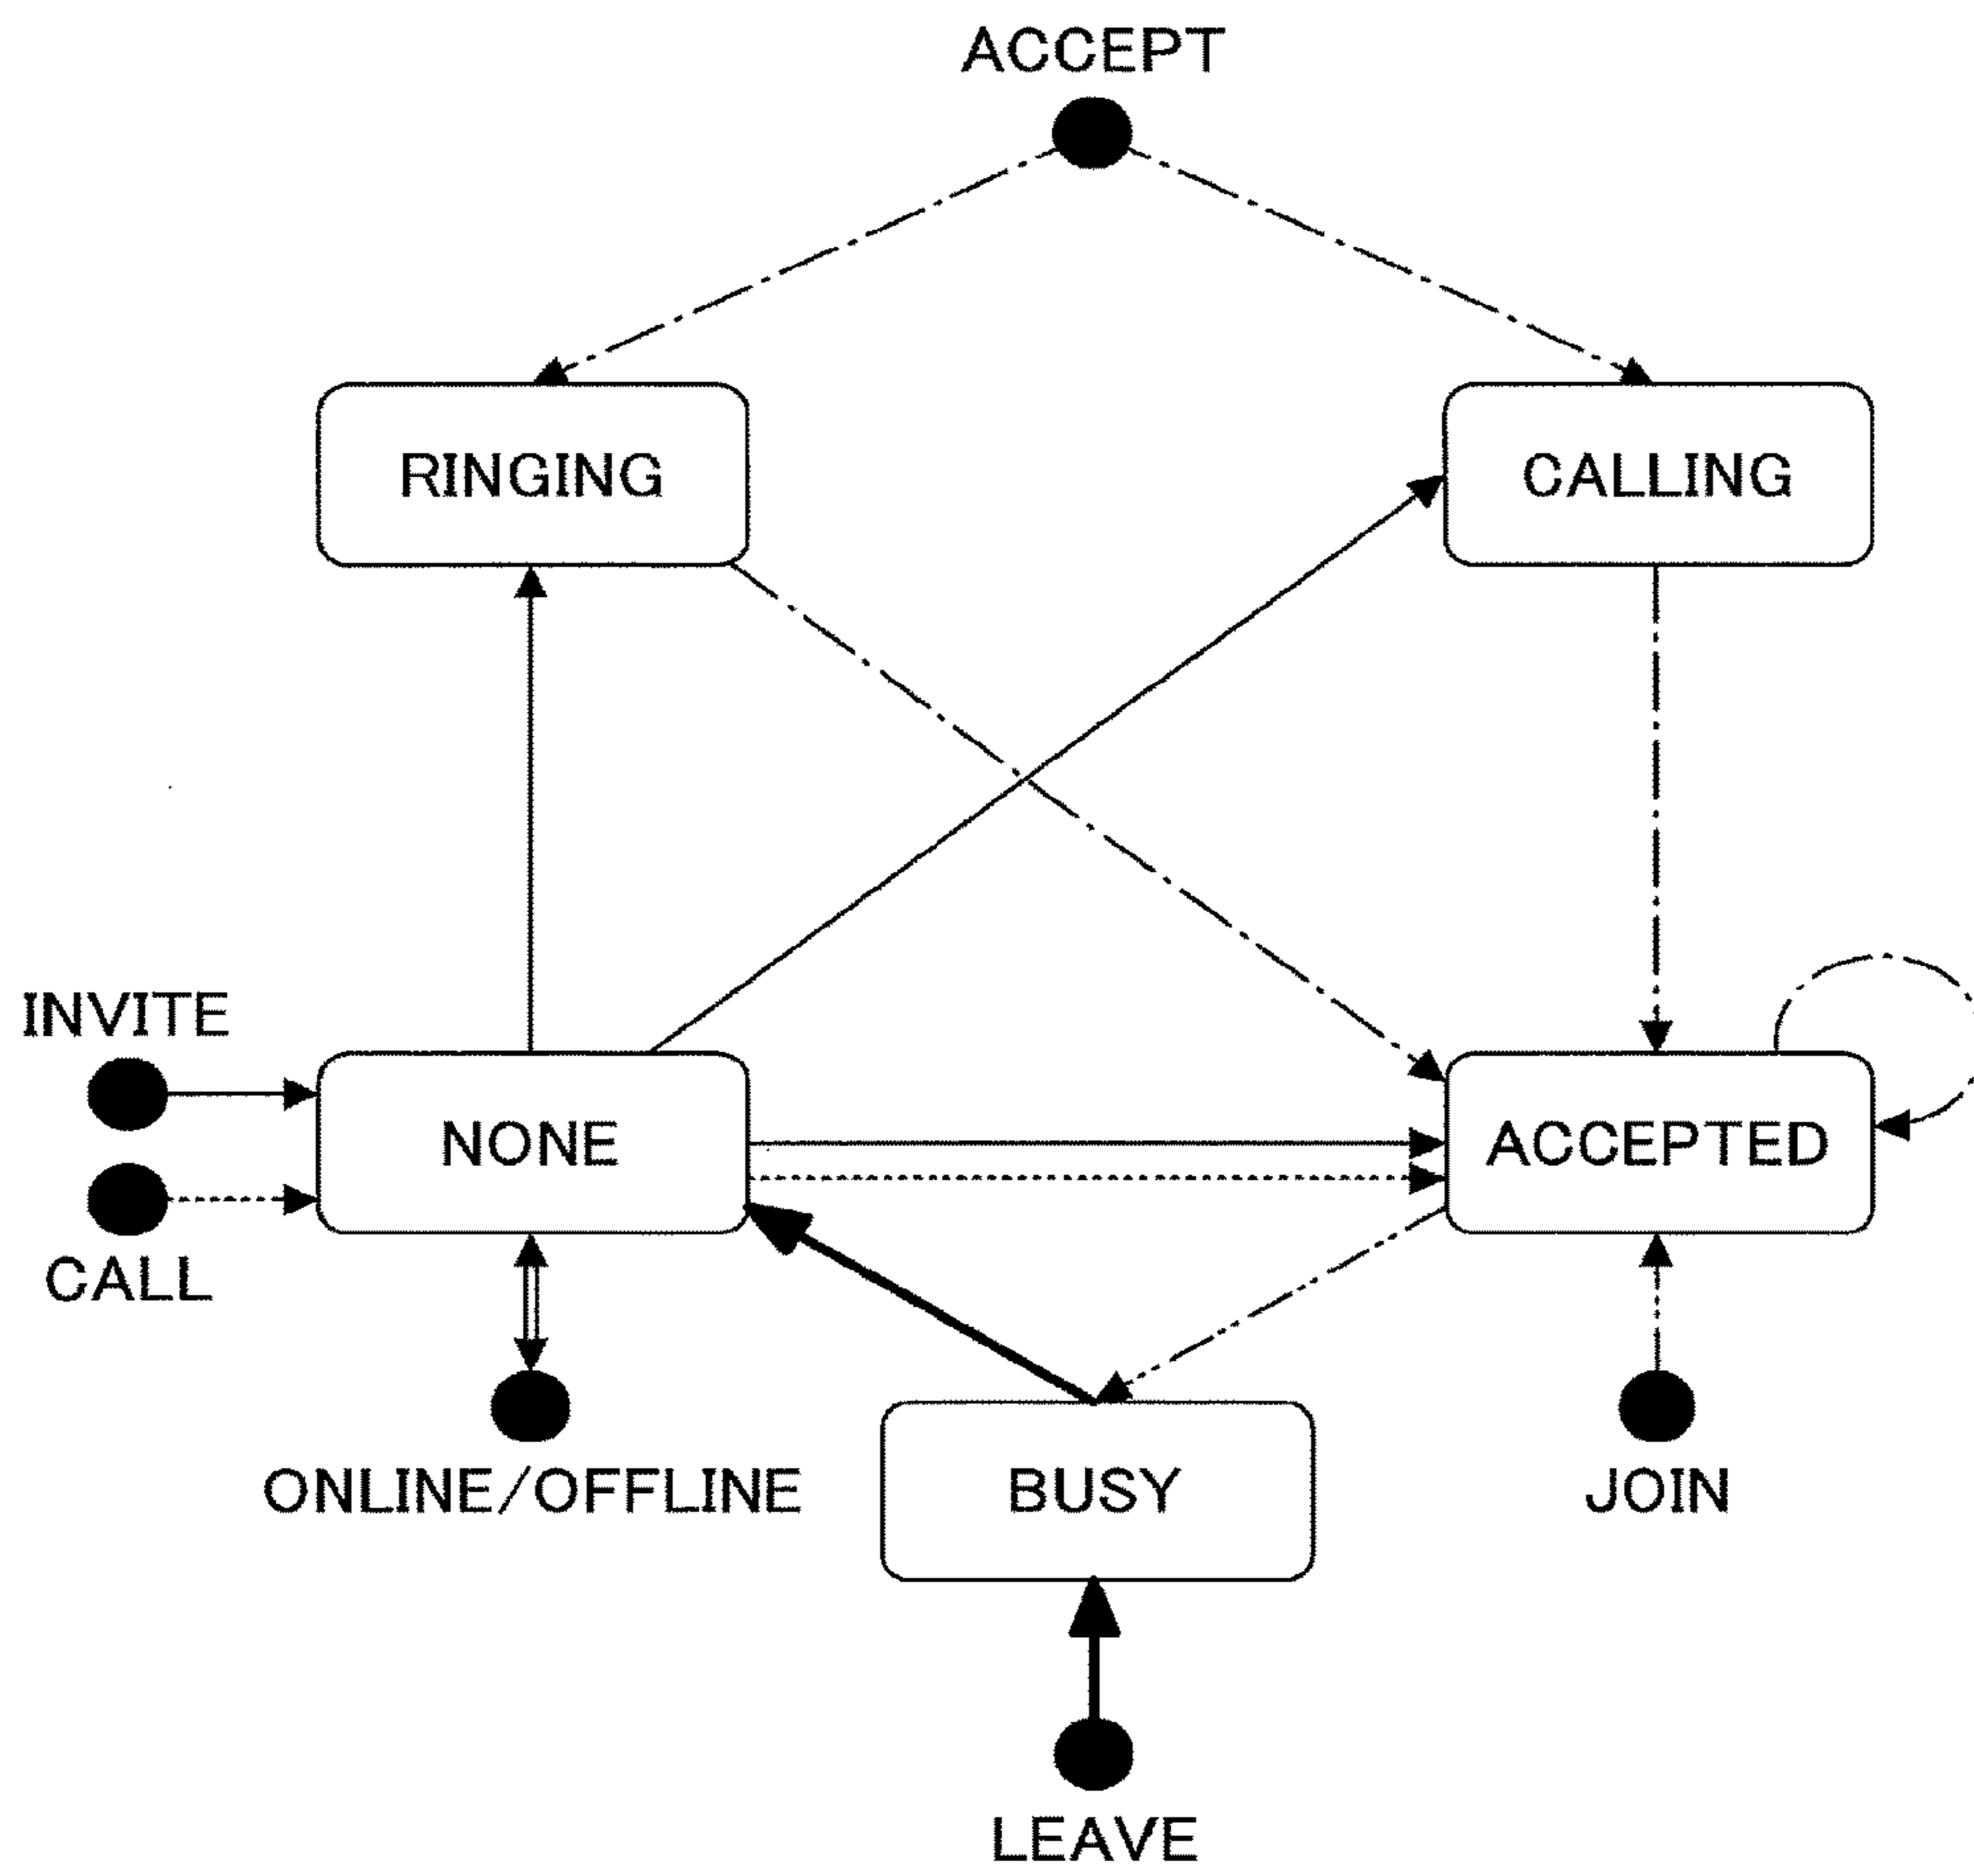 ACCEPT
RINGING
CALLING
INVITE
NONE
ACCEPTED
CALL
ONLINE/OFFLINE
BUSY
JOIN
LEAVE